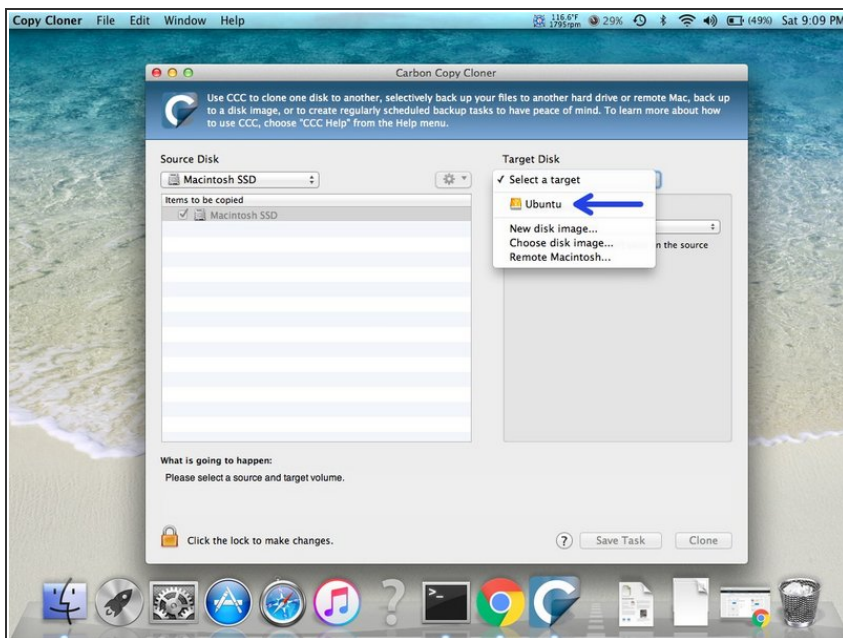 Copy Cloner File Edit Window Help 116.6°F 1795rpm 29% (49%) Sat 9:09 PM
Carbon Copy Cloner
Use CCC to clone one disk to another, selectively back up your files to another hard drive or remote Mac, back up
to a disk image, or to create regularly scheduled backup tasks to have peace of mind. To learn more about how
to use CCC, choose "CCC Help" from the Help menu.
Source Disk
Macintosh SSD
Items to be copied
Macintosh SSD
Target Disk
Select a target
Ubuntu
New disk image...
Choose disk image...
Remote Macintosh...
n the source
What is going to happen:
Please select a source and target volume.
Click the lock to make changes.
? Save Task Clone